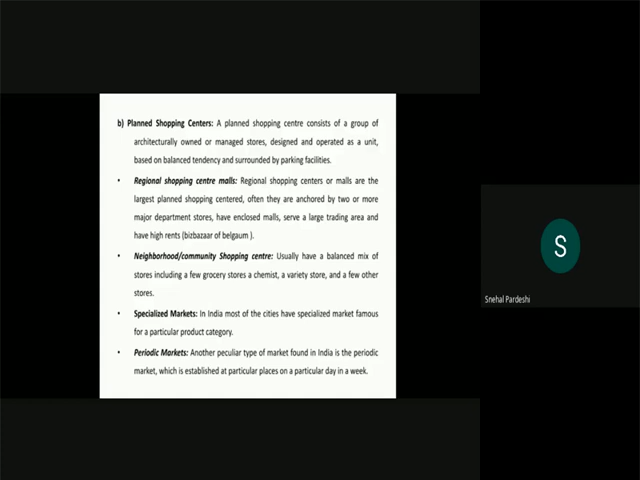 b) Planned Shopping Centers: A planned shopping centre consists of a group of
architecturally owned or managed stores, designed and operated as a unit,
based on balanced tendency and surrounded by parking facilities.
• Regional shopping centre malls: Regional shopping centers or malls are the
largest planned shopping centered, often they are anchored by two or more
major department stores, have enclosed malls, serve a large trading area and
have high rents (bizbazaar of belgaum ).
• Neighborhood/community Shopping centre: Usually have a balanced mix of
stores including a few grocery stores a chemist, a variety store, and a few other
stores.
• Specialized Markets: In India most of the cities have specialized market famous
for a particular product category.
• Periodic Markets: Another peculiar type of market found in India is the periodic
market, which is established at particular places on a particular day in a week.
S
Snehal Pardeshi